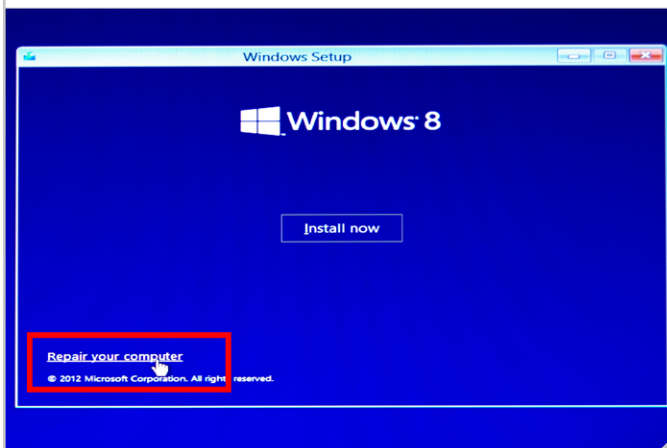 Windows Setup
Windows 8
Install now
Repair your computer
© 2012 Microsoft Corporation. All rights reserved.